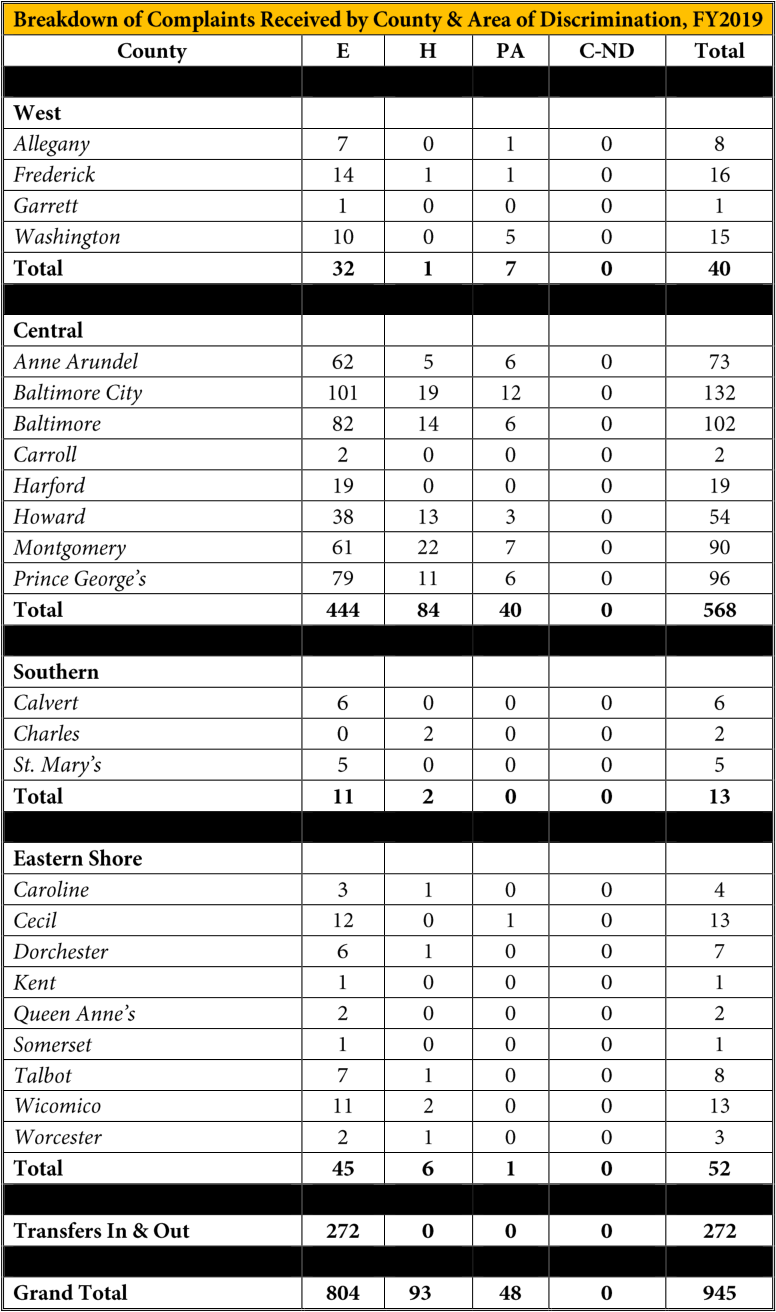 Breakdown of Complaints Received by County & Area of Discrimination, FY2019
County E H PA C-ND Total
West
Allegany 7 0 1 0 8
Frederick 14 1 1 0 16
Garrett 1 0 0 0 1
Washington 10 0 5 0 15
Total 32 1 7 0 40
Central
Anne Arundel 62 5 6 0 73
Baltimore City 101 19 12 0 132
Baltimore 82 14 6 0 102
Carroll 2 0 0 0 2
Harford 19 0 0 0 19
Howard 38 13 3 0 54
Montgomery 61 22 7 0 90
Prince George’s 79 11 6 0 96
Total 444 84 40 0 568
Southern
Calvert 6 0 0 0 6
Charles 0 2 0 0 2
St. Mary’s 5 0 0 0 5
Total 11 2 0 0 13
Eastern Shore
Caroline 3 1 0 0 4
Cecil 12 0 1 0 13
Dorchester 6 1 0 0 7
Kent 1 0 0 0 1
Queen Anne’s 2 0 0 0 2
Somerset 1 0 0 0 1
Talbot 7 1 0 0 8
Wicomico 11 2 0 0 13
Worcester 2 1 0 0 3
Total 45 6 1 0 52
Transfers In & Out 272 0 0 0 272
Grand Total 804 93 48 0 945